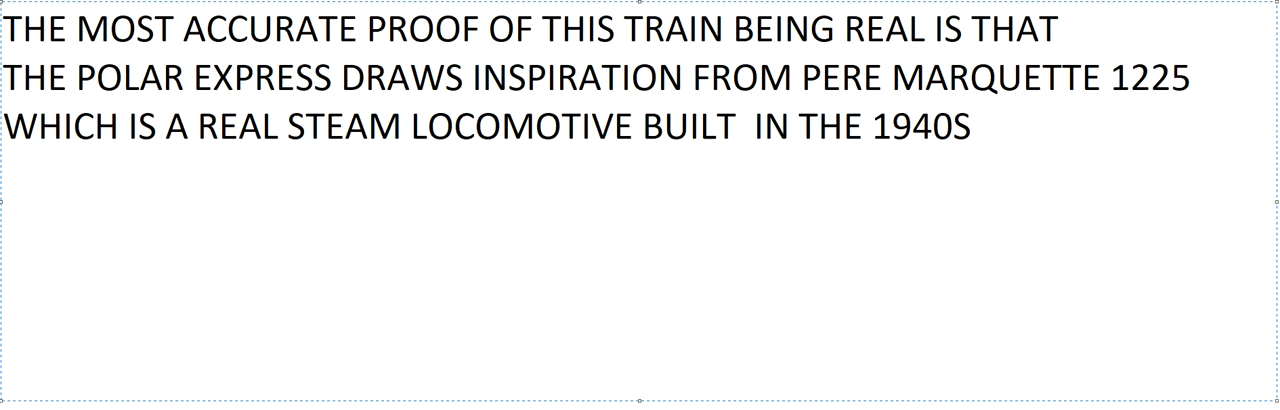 THE MOST ACCURATE PROOF OF THIS TRAIN BEING REAL IS THAT
THE POLAR EXPRESS DRAWS INSPIRATION FROM PERE MARQUETTE 1225
WHICH IS A REAL STEAM LOCOMOTIVE BUILT  IN THE 1940S